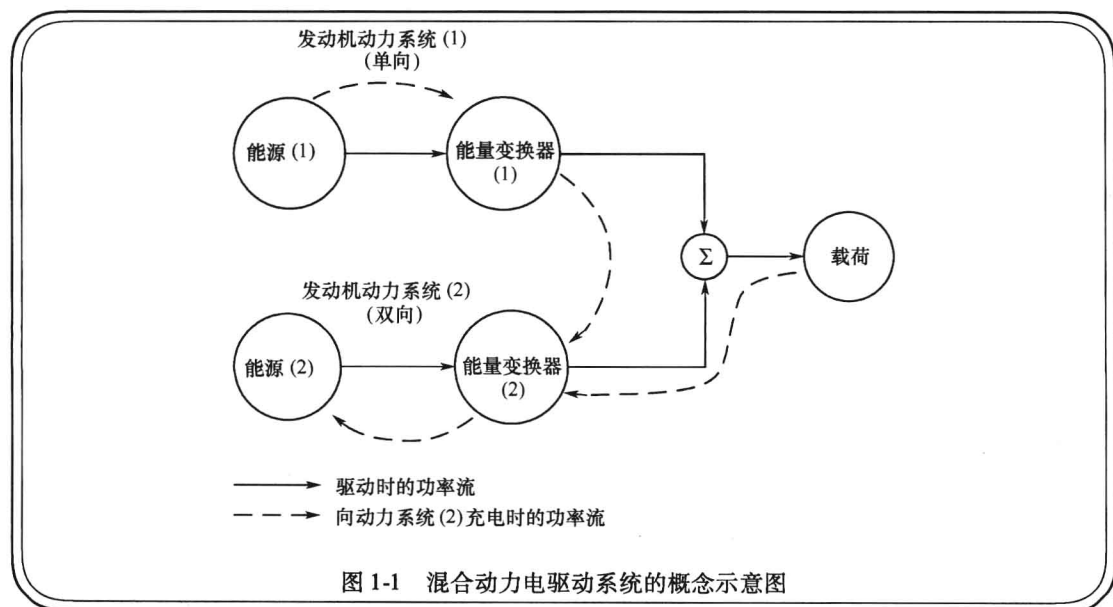 发动机动力系统(1)
(单向)
能源(1)
能量变换器
(1)
Σ
载荷
发动机动力系统(2)
(双向)
能源(2)
能量变换器
(2)
驱动时的功率流
向动力系统(2)充电时的功率流
图 1-1 混合动力电驱动系统的概念示意图